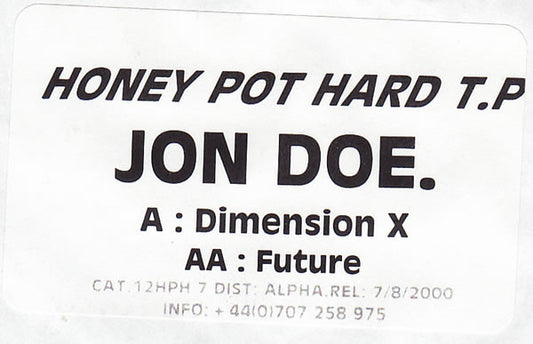 HONEY POT HARD T.P
JON DOE.
A : Dimension X
AA : Future
CAT.12HPH 7 DIST: ALPHA.REL: 7/8/2000
INFO: + 44(0)707 258 975